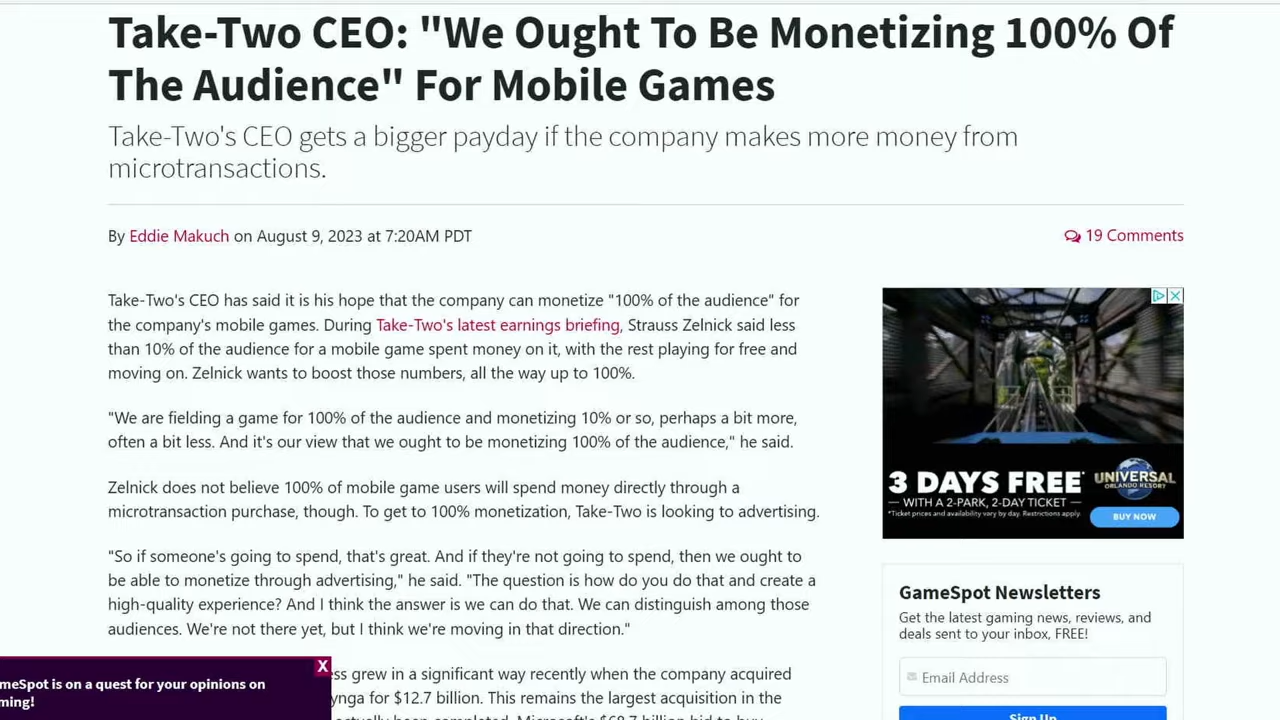 Take-Two CEO: "We Ought To Be Monetizing 100% Of
The Audience" For Mobile Games
Take-Two's CEO gets a bigger payday if the company makes more money from
microtransactions.
By Eddie Makuch on August 9, 2023 at 7:20AM PDT
19 Comments
Take-Two's CEO has said it is his hope that the company can monetize "100% of the audience" for
the company's mobile games. During Take-Two's latest earnings briefing, Strauss Zelnick said less
than 10% of the audience for a mobile game spent money on it, with the rest playing for free and
moving on. Zelnick wants to boost those numbers, all the way up to 100%.
"We are fielding a game for 100% of the audience and monetizing 10% or so, perhaps a bit more,
often a bit less. And it's our view that we ought to be monetizing 100% of the audience," he said.
Zelnick does not believe 100% of mobile game users will spend money directly through a
microtransaction purchase, though. To get to 100% monetization, Take-Two is looking to advertising.
"So if someone's going to spend, that's great. And if they're not going to spend, then we ought to
be able to monetize through advertising," he said. "The question is how do you do that and create a
high-quality experience? And I think the answer is we can do that. We can distinguish among those
audiences. We're not there yet, but I think we're moving in that direction."
ss grew in a significant way recently when the company acquired
ynga for $12.7 billion. This remains the largest acquisition in the
3 DAYS FREE*
WITH A 2-PARK, 2-DAY TICKET
*Ticket prices and availability vary by day. Restrictions apply.
UNIVERSAL
ORLANDO RESORT
BUY NOW
GameSpot Newsletters
Get the latest gaming news, reviews, and
deals sent to your inbox, FREE!
Email Address
Sign Up
X
meSpot is on a quest for your opinions on
ming!